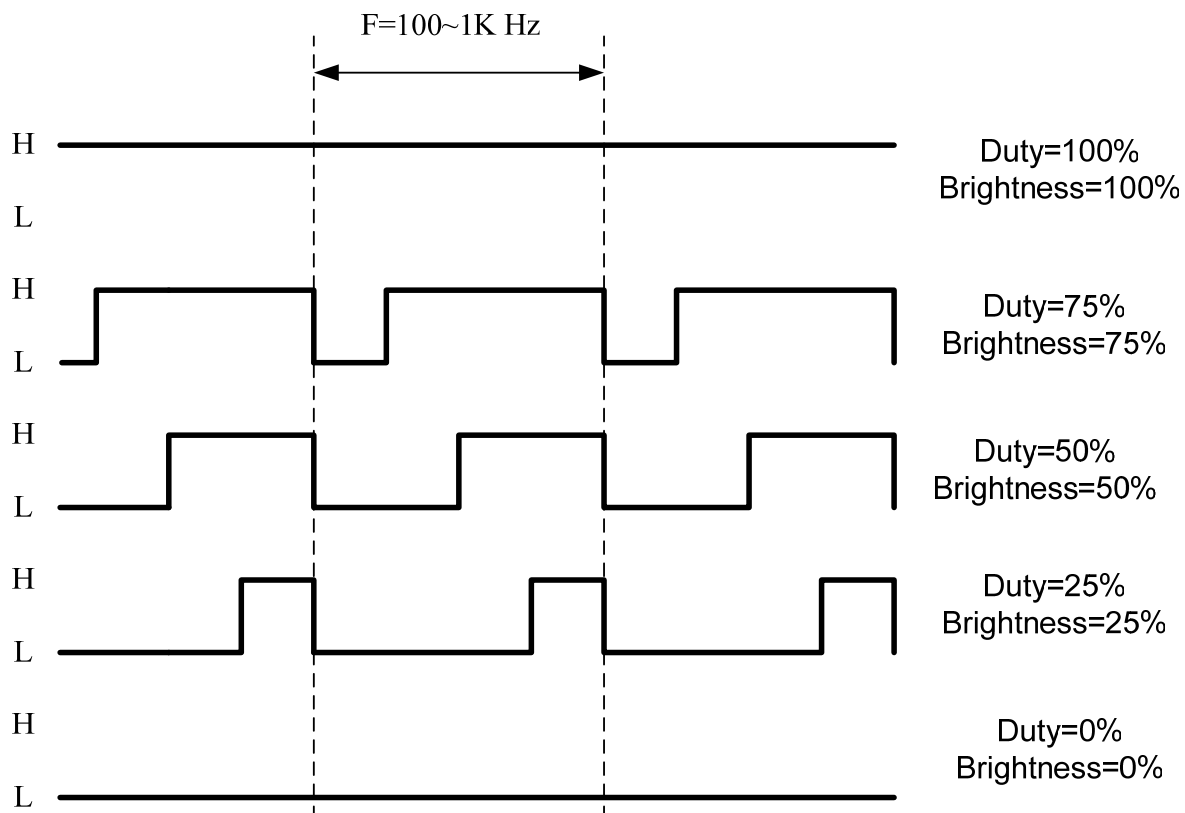 F=100~1K Hz
H
L
Duty=100%
Brightness=100%
H
L
Duty=75%
Brightness=75%
H
L
Duty=50%
Brightness=50%
H
L
Duty=25%
Brightness=25%
H
L
Duty=0%
Brightness=0%